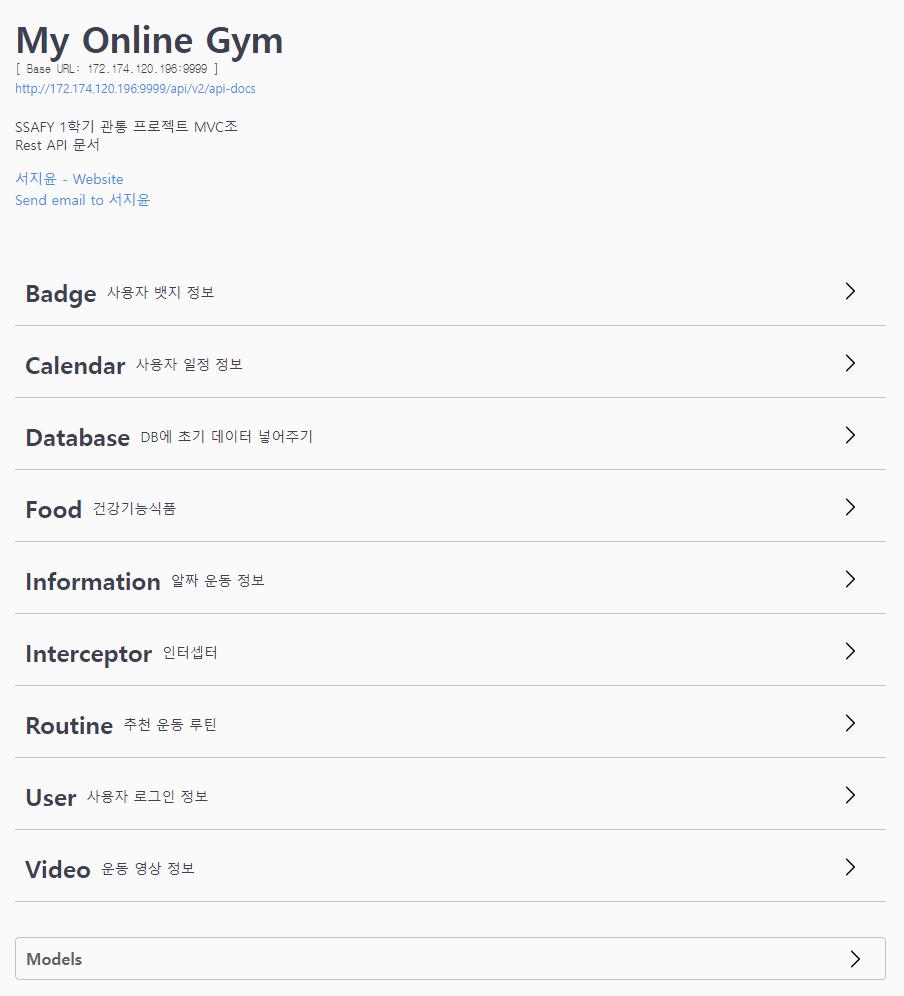 My Online Gym
[ Base URL: 172.174.120.196:9999 ]
http://172.174.120.196:9999/api/v2/api-docs
SSAFY 1학기 관통 프로젝트 MVC조
Rest API 문서
서지윤 - Website
Send email to 서지윤
Badge 사용자 뱃지 정보
Calendar 사용자 일정 정보
Database DB에 초기 데이터 넣어주기
Food 건강기능식품
Information 알짜 운동 정보
Interceptor 인터셉터
Routine 추천 운동 루틴
User 사용자 로그인 정보
Video 운동 영상 정보
Models